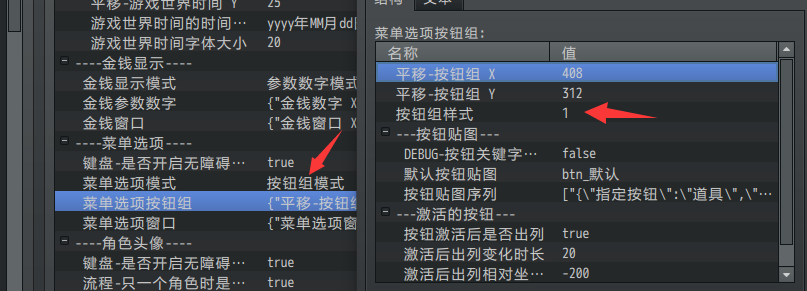 平移-游戏世界时间 Y 25
游戏世界时间的时间… yyyy年MM月dd
游戏世界时间字体大小 20
----金钱显示----
金钱显示模式 参数数字模式
金钱参数数字 {"金钱数字 X
金钱窗口 {"金钱窗口 X
----菜单选项----
键盘-是否开启无障碍… true
菜单选项模式 按钮组模式
菜单选项按钮组 {"平移-按钮组
菜单选项窗口 {"菜单选项窗
----角色头像----
键盘-是否开启无障碍… true
流程-只一个角色时是… true
结构 文本
菜单选项按钮组:
名称 值
平移-按钮组 X 408
平移-按钮组 Y 312
按钮组样式 1
---按钮贴图---
DEBUG-按钮关键字… false
默认按钮贴图 btn_默认
按钮贴图序列 ["{\"指定按钮\":\"道具\",\"…
---激活的按钮---
按钮激活后是否出列 true
激活后出列变化时长 20
激活后出列相对坐… -200